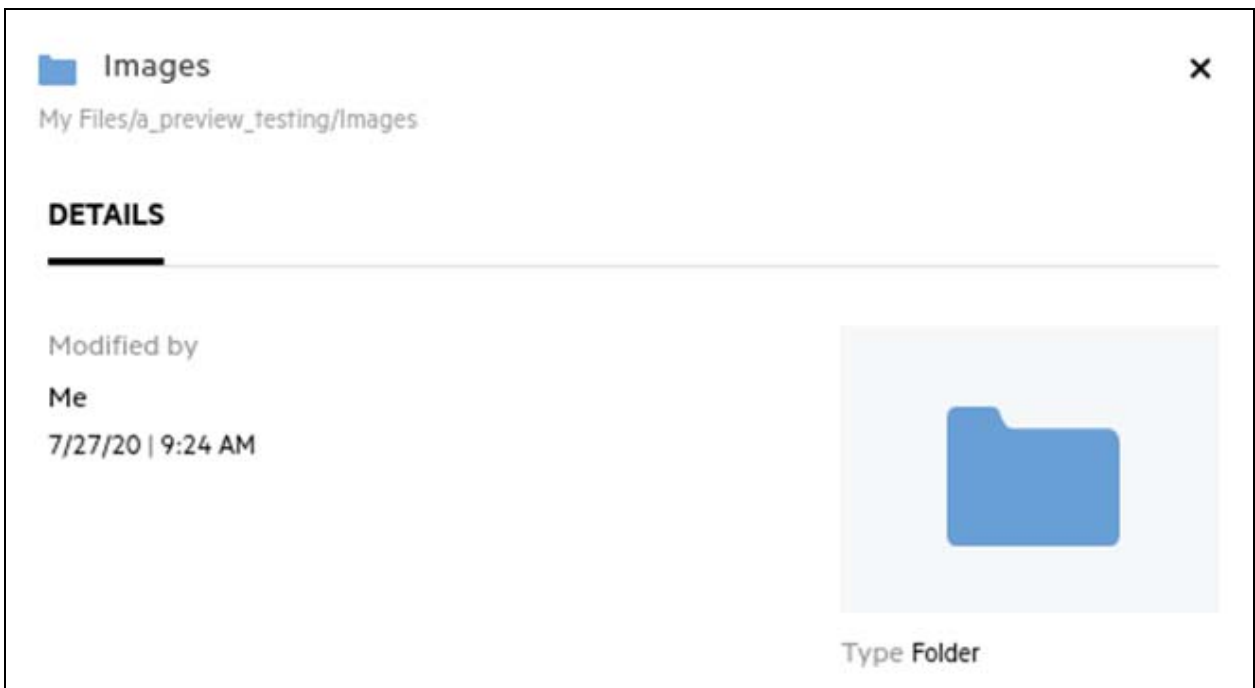 Images
My Files/a_preview_testing/Images
DETAILS
Modified by
Me
7/27/20 | 9:24 AM
Type Folder